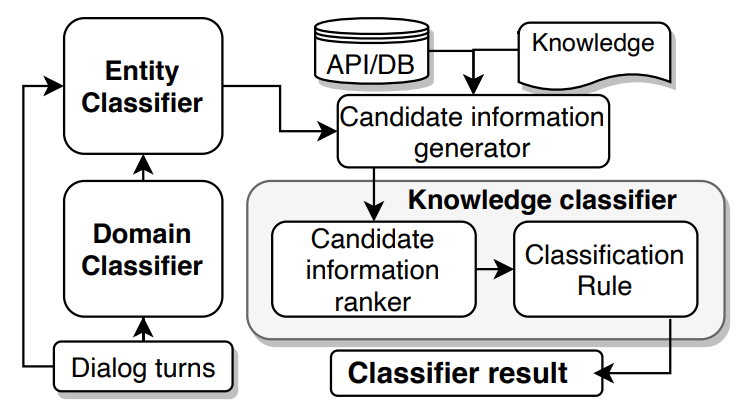 Entity
Classifier
API/DB
Knowledge
Candidate information
generator
Domain
Classifier
Knowledge classifier
Candidate
information
ranker
Classification
Rule
Dialog turns
Classifier result